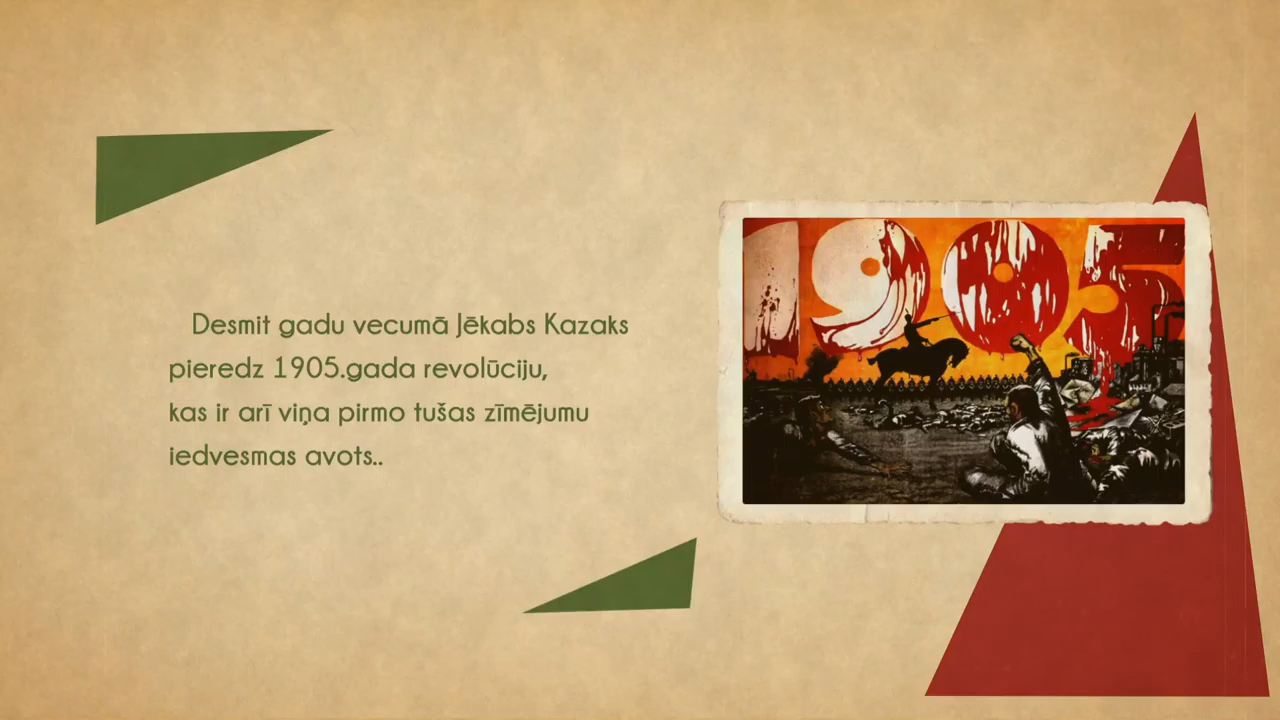 Desmit gadu vecumā Jēkabs Kazaks
pieredz 1905.gada revolūciju,
kas ir arī viņa pirmo tušas zīmējumu
iedvesmas avots..
1905